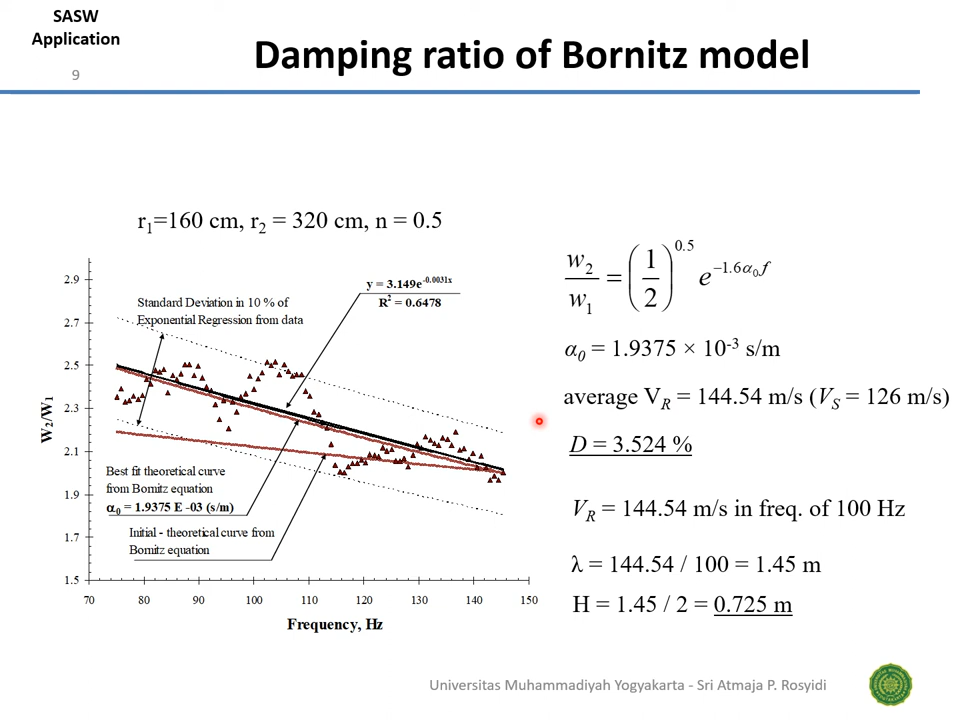 SASW
Application
9
Damping ratio of Bornitz model
r₁=160 cm, r₂ = 320 cm, n = 0.5
w₂/w₁ = (1/2)^0.5 e^(−1.6α₀f)
α₀ = 1.9375 × 10⁻³ s/m
average V_R = 144.54 m/s (V_S = 126 m/s)
D = 3.524 %
V_R = 144.54 m/s in freq. of 100 Hz
λ = 144.54 / 100 = 1.45 m
H = 1.45 / 2 = 0.725 m
y = 3.149e^-0.0031x
R² = 0.6478
Standard Deviation in 10 % of
Exponential Regression from data
Best fit theoretical curve
from Bornitz equation
α₀ = 1.9375 E -03 (s/m)
Initial - theoretical curve from
Bornitz equation
W₂/W₁
2.9
2.7
2.5
2.3
2.1
1.9
1.7
1.5
70 80 90 100 110 120 130 140 150
Frequency, Hz
Universitas Muhammadiyah Yogyakarta - Sri Atmaja P. Rosyidi